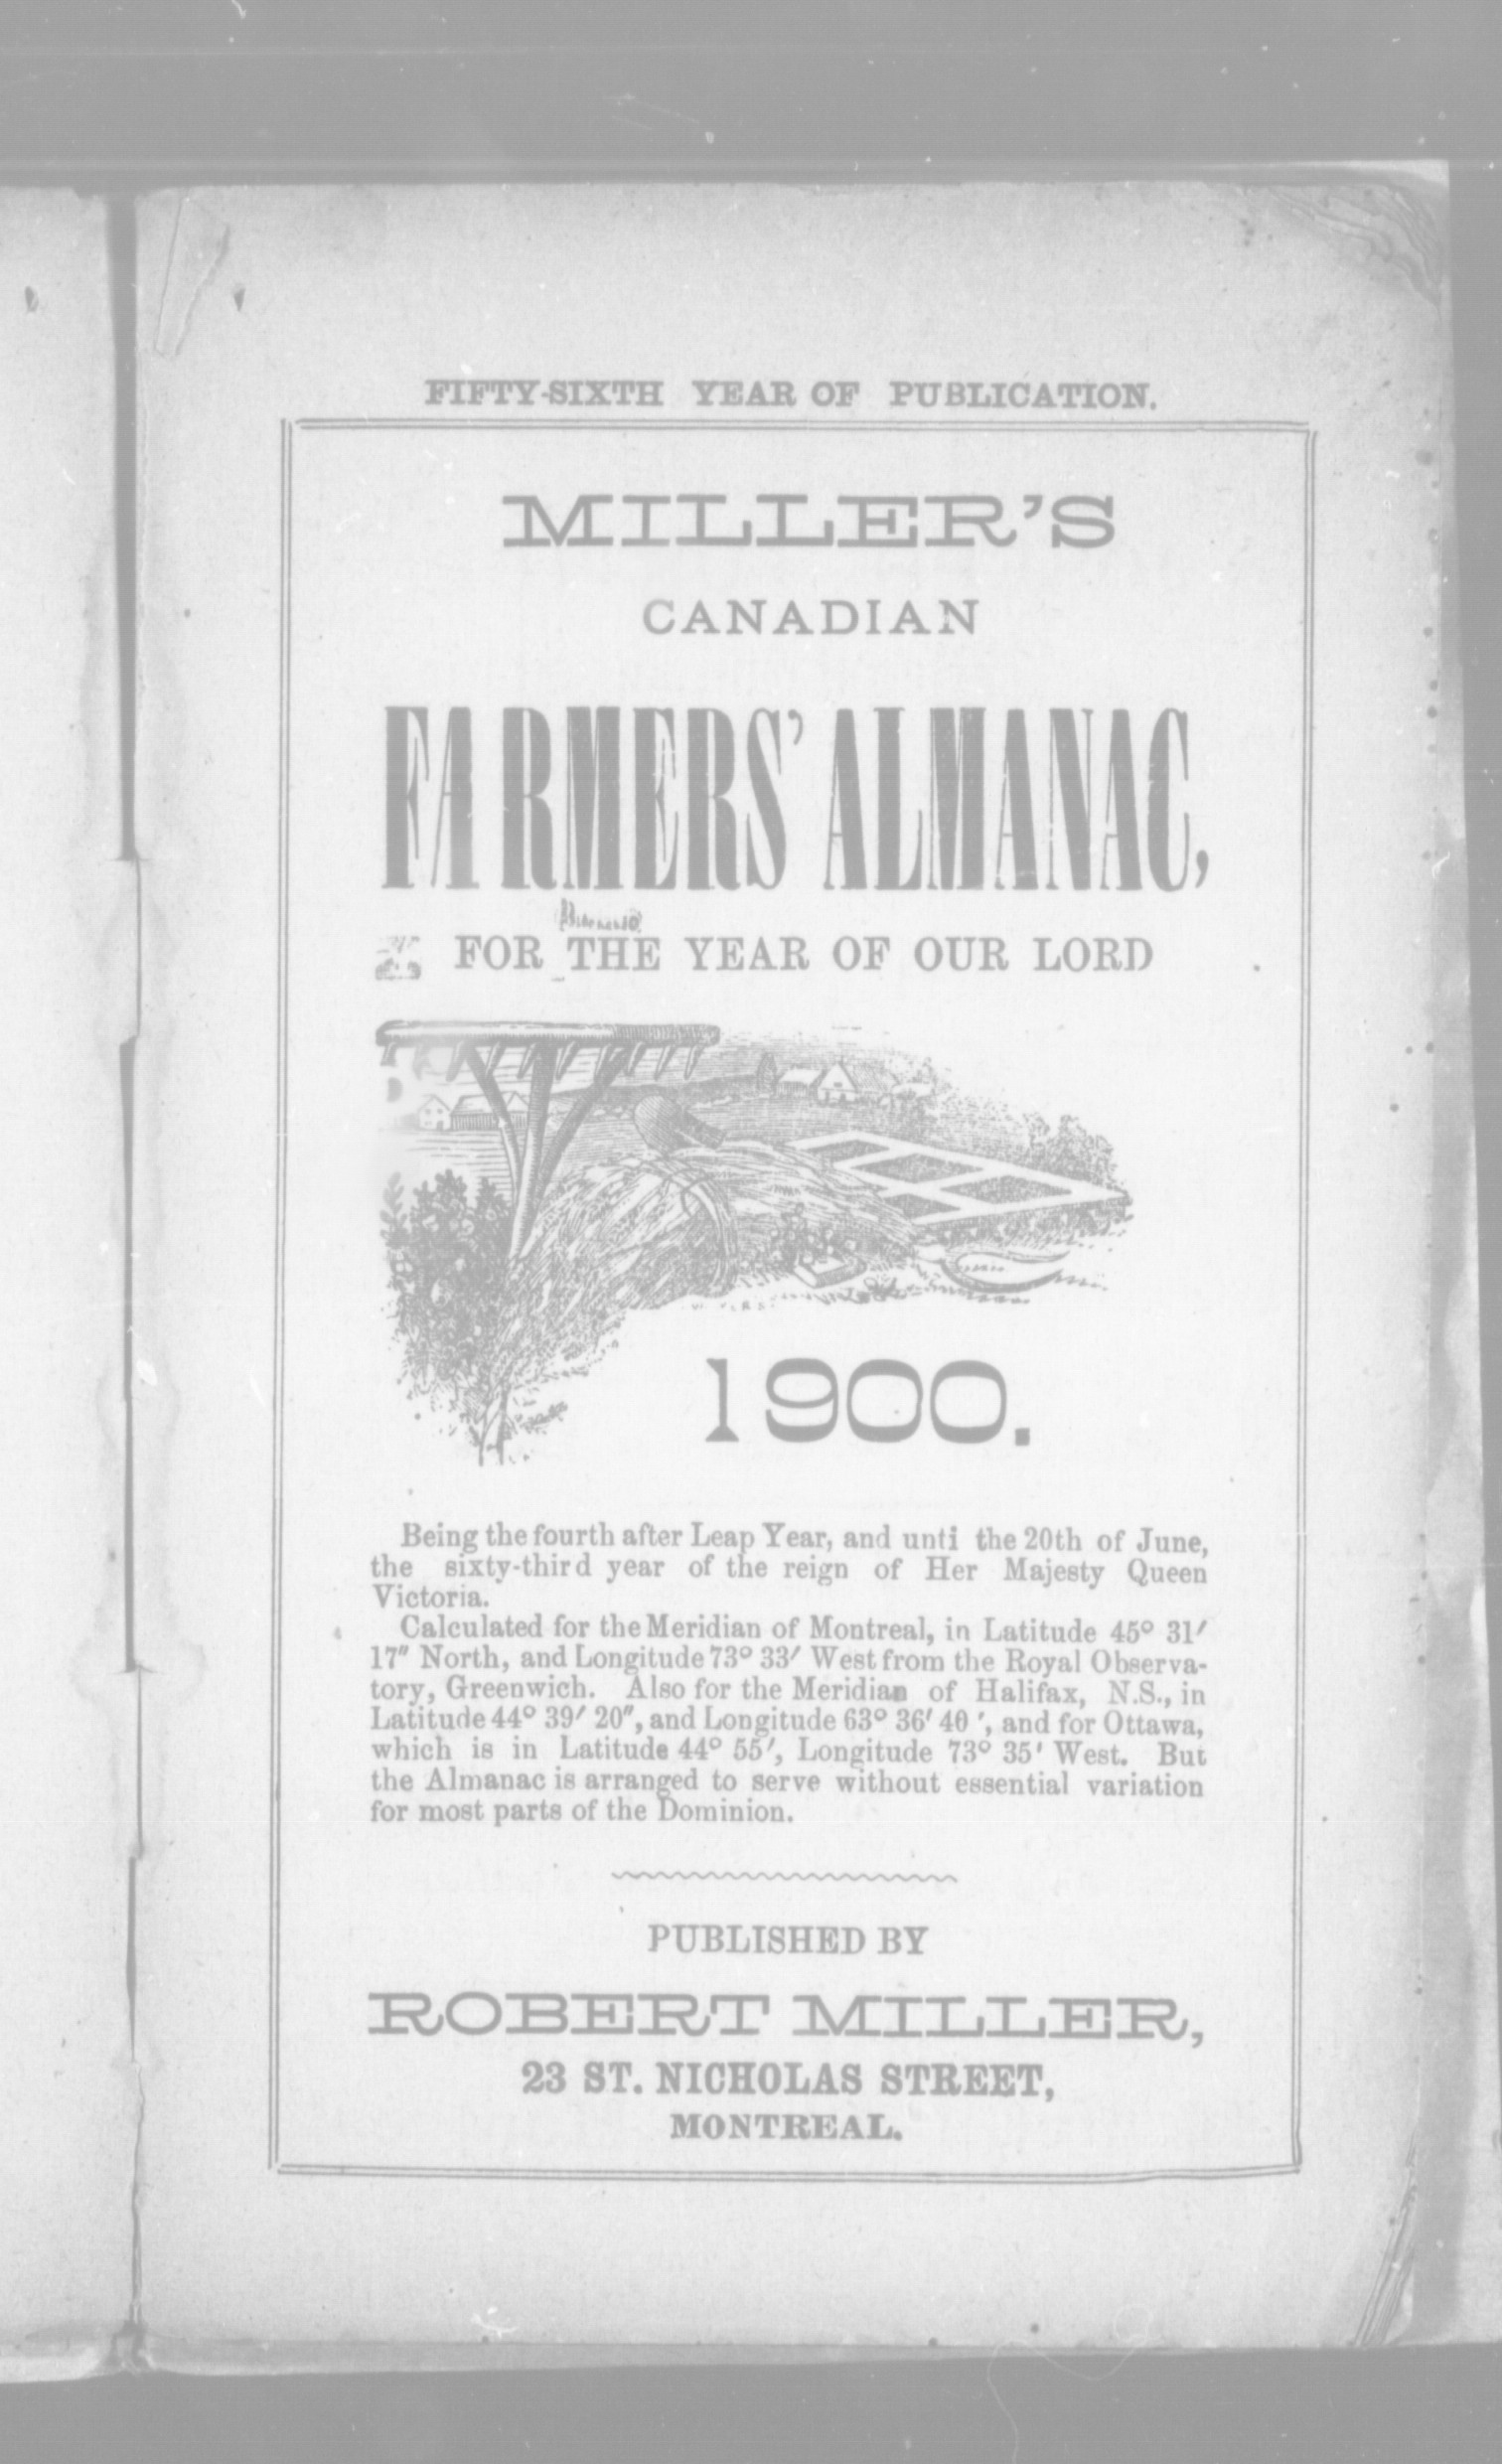 FIFTY-SIXTH YEAR OF PUBLICATION.
MILLER'S
CANADIAN
FARMERS' ALMANAC,
FOR THE YEAR OF OUR LORD
1900.
Being the fourth after Leap Year, and unti the 20th of June,
the sixty-third year of the reign of Her Majesty Queen
Victoria.
Calculated for the Meridian of Montreal, in Latitude 45° 31′
17″ North, and Longitude 73° 33′ West from the Royal Observa-
tory, Greenwich. Also for the Meridian of Halifax, N.S., in
Latitude 44° 39′ 20″, and Longitude 63° 36′ 40 ′, and for Ottawa,
which is in Latitude 44° 55′, Longitude 73° 35′ West. But
the Almanac is arranged to serve without essential variation
for most parts of the Dominion.
PUBLISHED BY
ROBERT MILLER,
23 ST. NICHOLAS STREET,
MONTREAL.